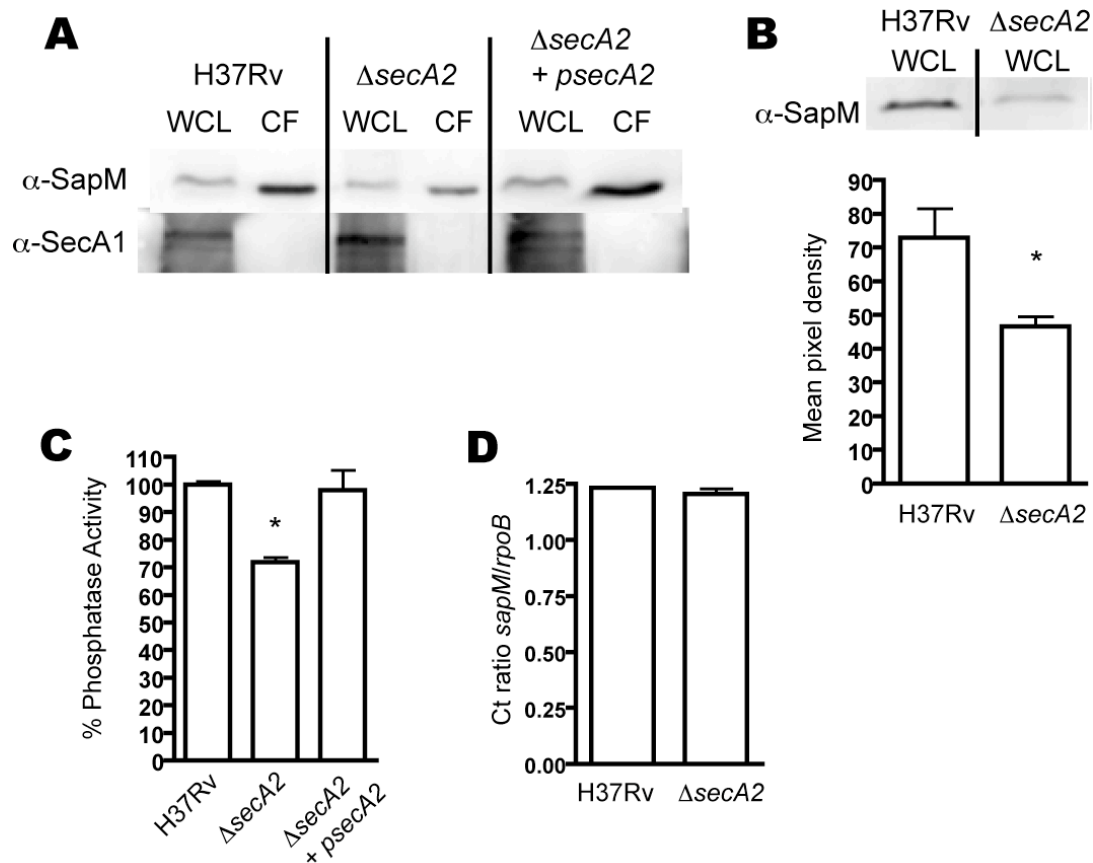 A
H37Rv
ΔsecA2
ΔsecA2
+ psecA2
WCL CF WCL CF WCL CF
α-SapM
α-SecA1
B
H37Rv ΔsecA2
WCL WCL
α-SapM
Mean pixel density
90
80
70
60
50
40
30
20
10
0
*
H37Rv ΔsecA2
C
% Phosphatase Activity
110
100
90
80
70
60
50
40
30
20
10
0
*
H37Rv
ΔsecA2
ΔsecA2
+ psecA2
D
Ct ratio sapM/rpoB
1.25
1.00
0.75
0.50
0.25
0.00
H37Rv ΔsecA2